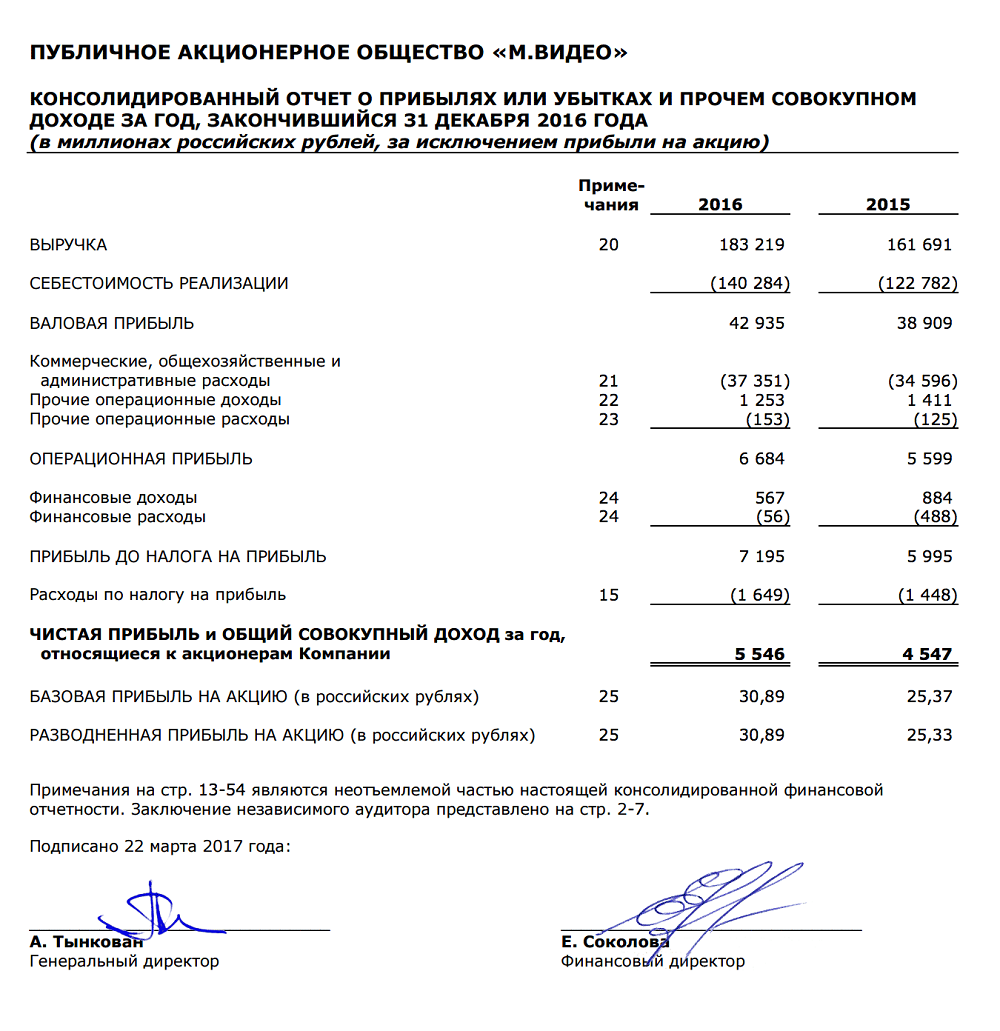 ПУБЛИЧНОЕ АКЦИОНЕРНОЕ ОБЩЕСТВО «М.ВИДЕО»
КОНСОЛИДИРОВАННЫЙ ОТЧЕТ О ПРИБЫЛЯХ ИЛИ УБЫТКАХ И ПРОЧЕМ СОВОКУПНОМ
ДОХОДЕ ЗА ГОД, ЗАКОНЧИВШИЙСЯ 31 ДЕКАБРЯ 2016 ГОДА
(в миллионах российских рублей, за исключением прибыли на акцию)
Приме-
чания 2016 2015
ВЫРУЧКА 20 183 219 161 691
СЕБЕСТОИМОСТЬ РЕАЛИЗАЦИИ (140 284) (122 782)
ВАЛОВАЯ ПРИБЫЛЬ 42 935 38 909
Коммерческие, общехозяйственные и
административные расходы 21 (37 351) (34 596)
Прочие операционные доходы 22 1 253 1 411
Прочие операционные расходы 23 (153) (125)
ОПЕРАЦИОННАЯ ПРИБЫЛЬ 6 684 5 599
Финансовые доходы 24 567 884
Финансовые расходы 24 (56) (488)
ПРИБЫЛЬ ДО НАЛОГА НА ПРИБЫЛЬ 7 195 5 995
Расходы по налогу на прибыль 15 (1 649) (1 448)
ЧИСТАЯ ПРИБЫЛЬ и ОБЩИЙ СОВОКУПНЫЙ ДОХОД за год,
относящиеся к акционерам Компании 5 546 4 547
БАЗОВАЯ ПРИБЫЛЬ НА АКЦИЮ (в российских рублях) 25 30,89 25,37
РАЗВОДНЕННАЯ ПРИБЫЛЬ НА АКЦИЮ (в российских рублях) 25 30,89 25,33
Примечания на стр. 13-54 являются неотъемлемой частью настоящей консолидированной финансовой
отчетности. Заключение независимого аудитора представлено на стр. 2-7.
Подписано 22 марта 2017 года:
А. Тынкован Е. Соколова
Генеральный директор Финансовый директор